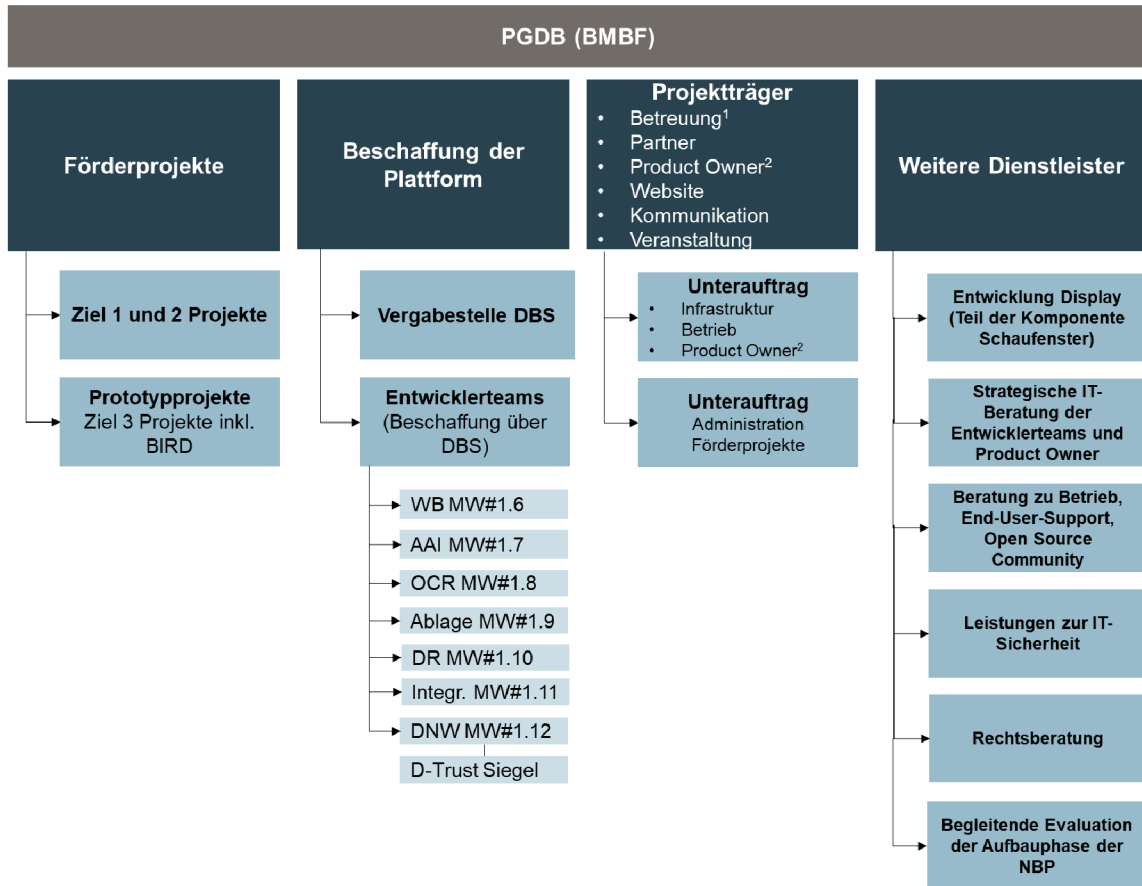 PGDB (BMBF)
Förderprojekte
Ziel 1 und 2 Projekte
Prototypprojekte
Ziel 3 Projekte inkl.
BIRD
Beschaffung der
Plattform
Vergabestelle DBS
Entwicklerteams
(Beschaffung über
DBS)
WB MW#1.6
AAI MW#1.7
OCR MW#1.8
Ablage MW#1.9
DR MW#1.10
Integr. MW#1.11
DNW MW#1.12
D-Trust Siegel
Projektträger
• Betreuung¹
• Partner
• Product Owner²
• Website
• Kommunikation
• Veranstaltung
Unterauftrag
• Infrastruktur
• Betrieb
• Product Owner²
Unterauftrag
Administration
Förderprojekte
Weitere Dienstleister
Entwicklung Display
(Teil der Komponente
Schaufenster)
Strategische IT-
Beratung der
Entwicklerteams und
Product Owner
Beratung zu Betrieb,
End-User-Support,
Open Source
Community
Leistungen zur IT-
Sicherheit
Rechtsberatung
Begleitende Evaluation
der Aufbauphase der
NBP